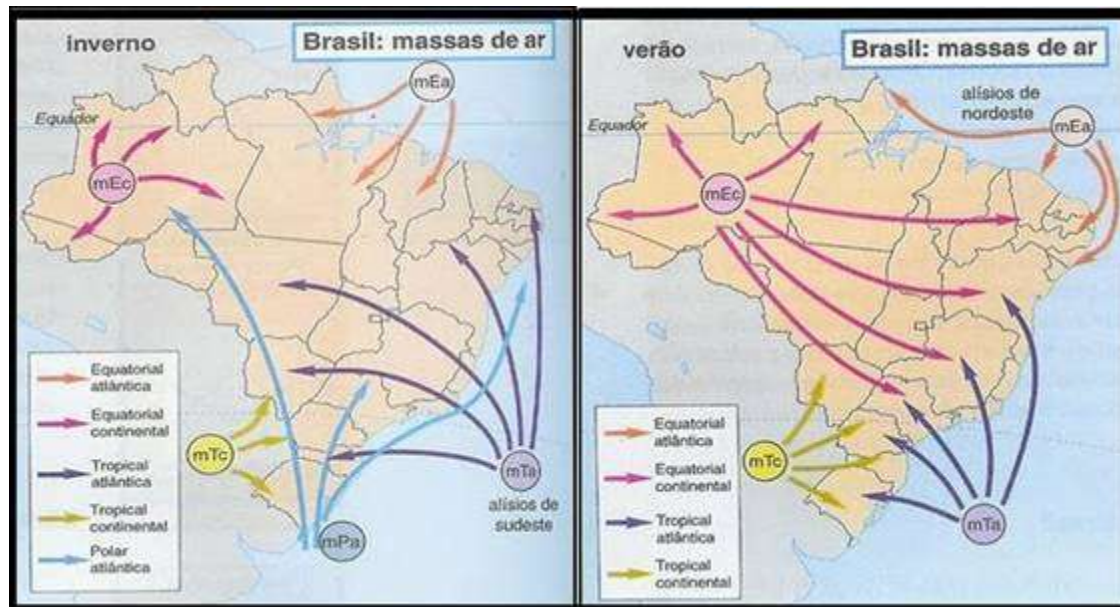 inverno
Brasil: massas de ar
mEa
Equador
mEc
Equatorial
atlântica
Equatorial
continental
Tropical
atlântica
Tropical
continental
Polar
atlântica
mTc
mTa
alísios de
sudeste
mPa
verão
Brasil: massas de ar
alísios de
nordeste
Equador
mEa
mEc
Equatorial
atlântica
Equatorial
continental
Tropical
atlântica
Tropical
continental
mTc
mTa